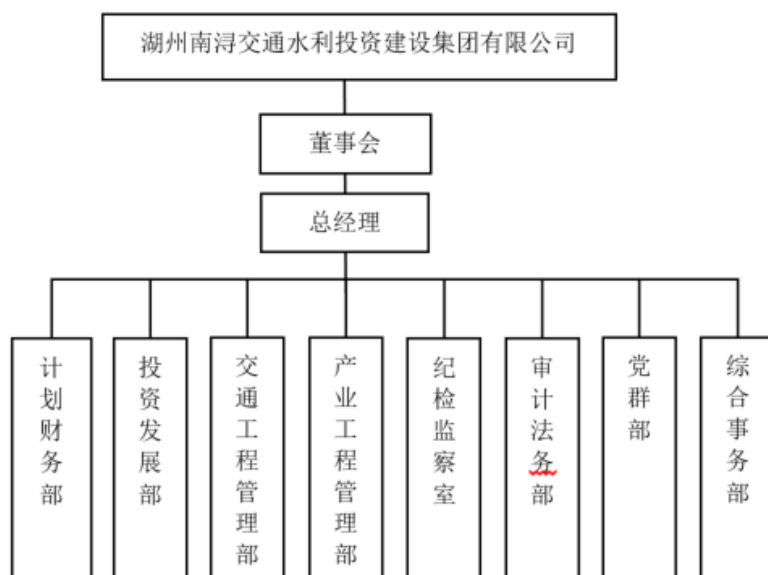 湖州南浔交通水利投资建设集团有限公司
董事会
总经理
计划财务部
投资发展部
交通工程管理部
产业工程管理部
纪检监察室
审计法务部
党群部
综合事务部